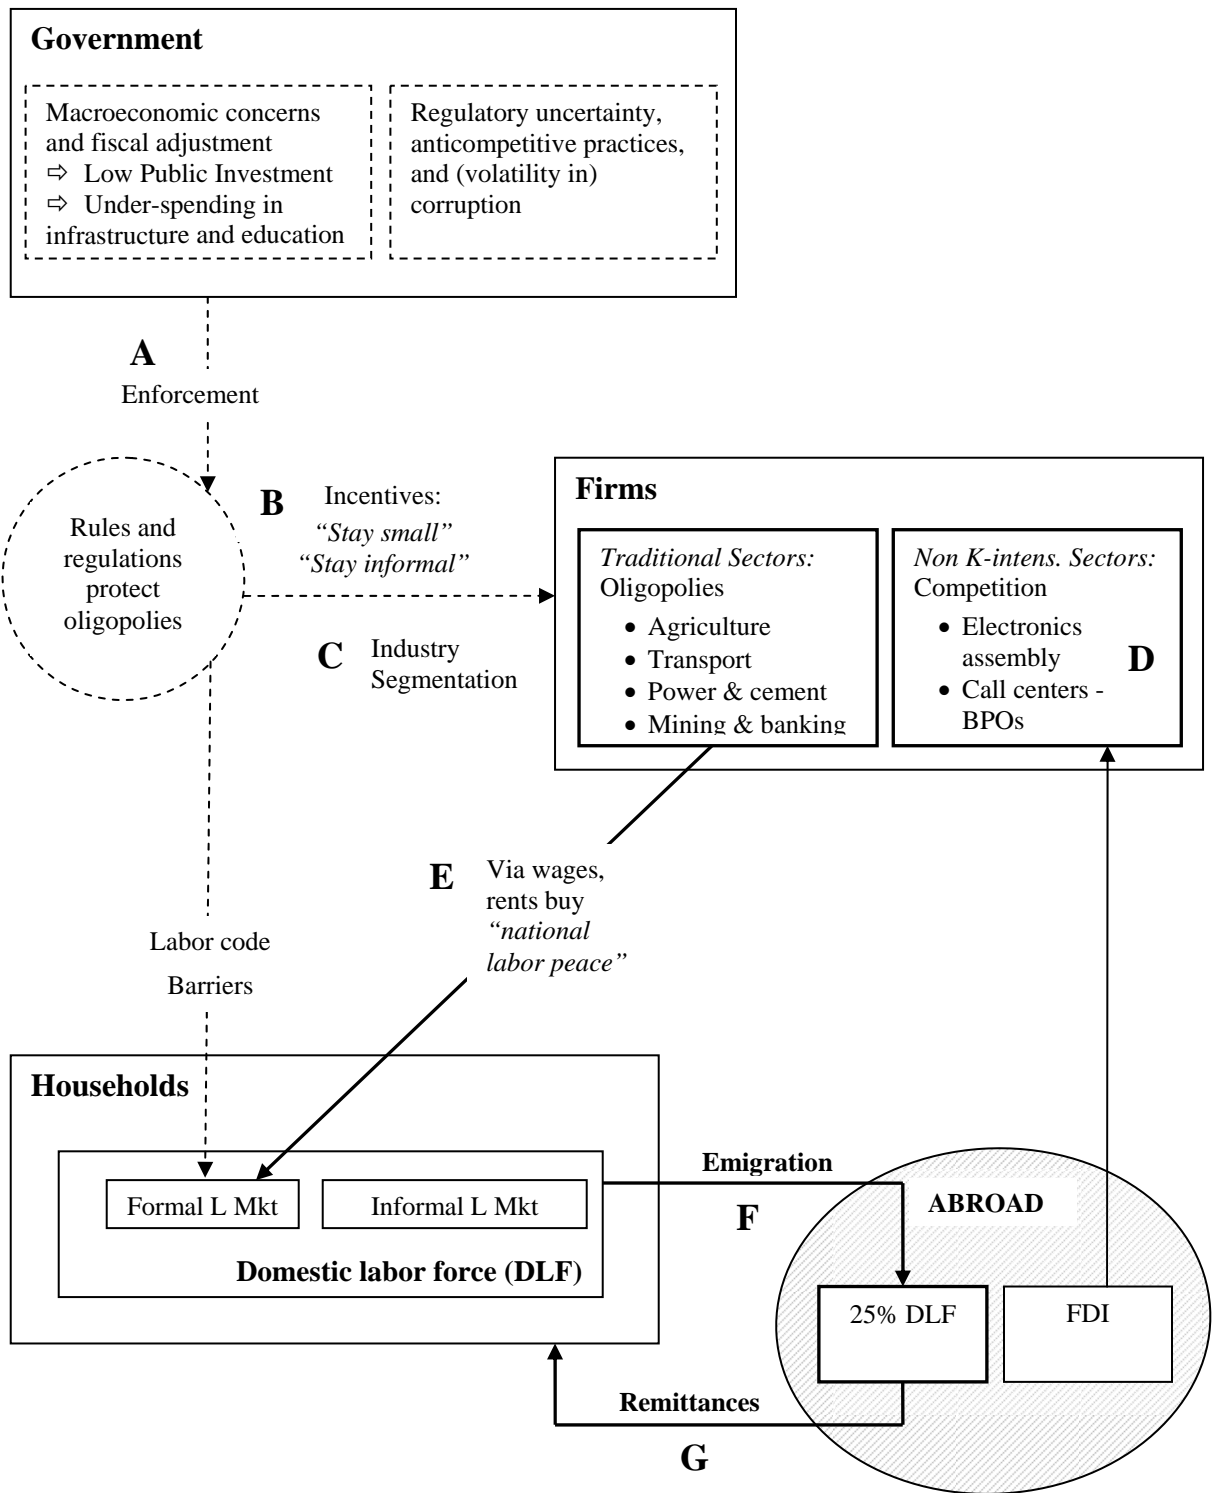 Government
Macroeconomic concerns
and fiscal adjustment
⇨ Low Public Investment
⇨ Under-spending in
infrastructure and education
Regulatory uncertainty,
anticompetitive practices,
and (volatility in)
corruption
A
Enforcement
Rules and
regulations
protect
oligopolies
B
Incentives:
“Stay small”
“Stay informal”
C
Industry
Segmentation
Firms
Traditional Sectors:
Oligopolies
• Agriculture
• Transport
• Power & cement
• Mining & banking
Non K-intens. Sectors:
Competition
• Electronics
assembly
• Call centers -
BPOs
D
E
Via wages,
rents buy
“national
labor peace”
Labor code
Barriers
Households
Formal L Mkt
Informal L Mkt
Domestic labor force (DLF)
Emigration
F
ABROAD
25% DLF
FDI
Remittances
G